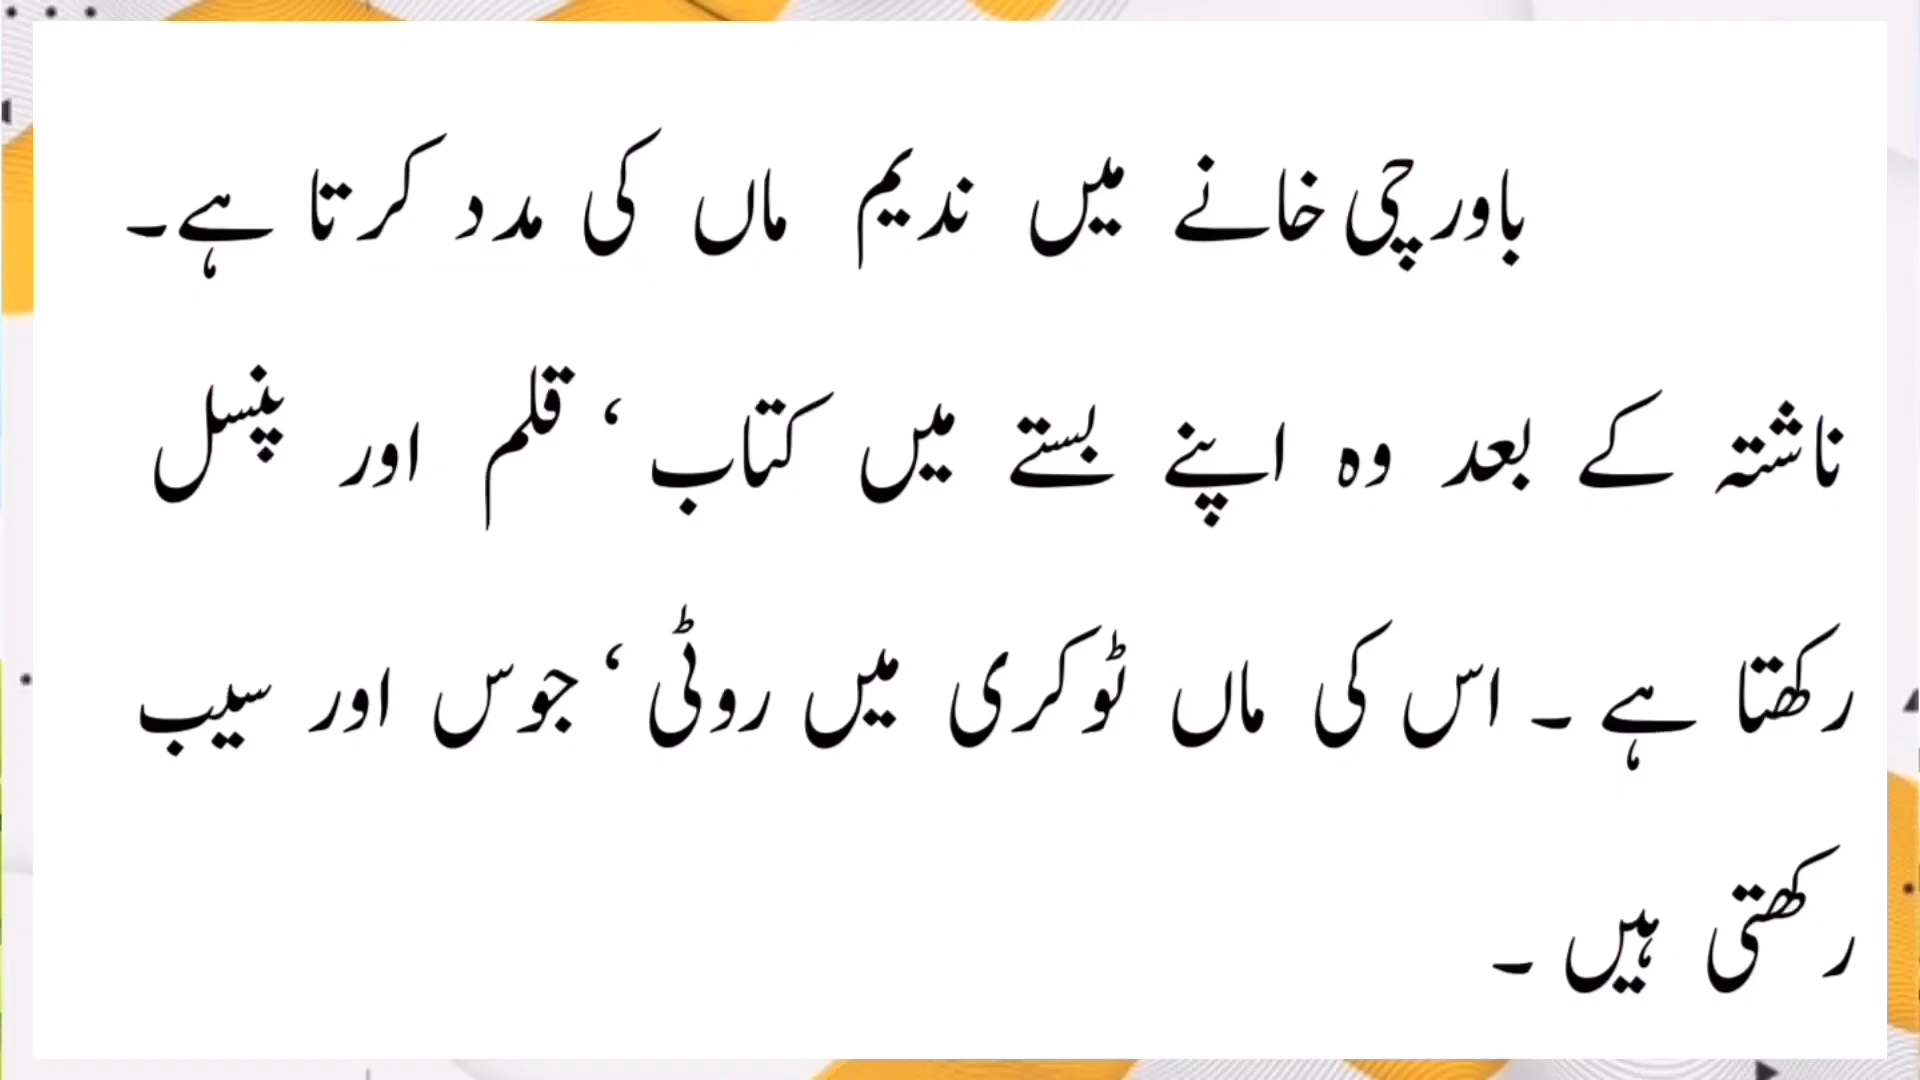 باورچی خانے میں ندیم ماں کی مدد کرتا ہے۔
ناشتہ کے بعد وہ اپنے بستے میں کتاب ‘ قلم اور پنسل
رکھتا ہے ۔ اس کی ماں ٹوکری میں روٹی ‘ جوس اور سیب
رکھتی ہیں ۔